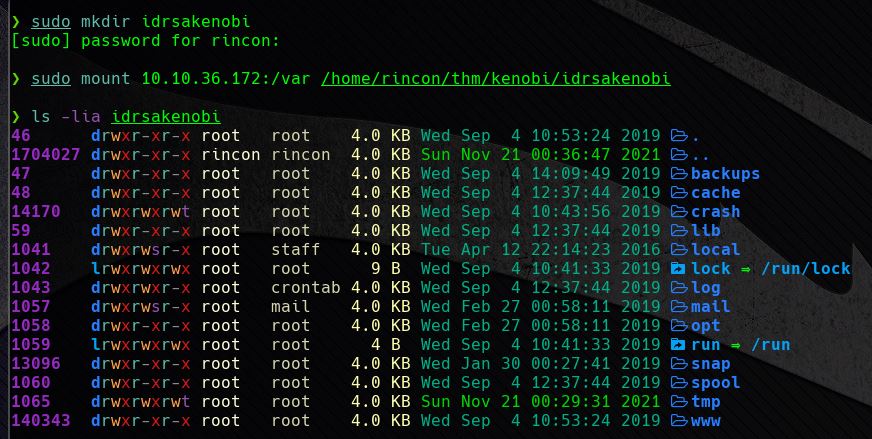 ❯ sudo mkdir idrsakenobi
[sudo] password for rincon:
❯ sudo mount 10.10.36.172:/var /home/rincon/thm/kenobi/idrsakenobi
❯ ls -lia idrsakenobi
46 drwxr-xr-x root root 4.0 KB Wed Sep 4 10:53:24 2019 .
1704027 drwxr-xr-x rincon rincon 4.0 KB Sun Nov 21 00:36:47 2021 ..
47 drwxr-xr-x root root 4.0 KB Wed Sep 4 14:09:49 2019 backups
48 drwxr-xr-x root root 4.0 KB Wed Sep 4 12:37:44 2019 cache
14170 drwxrwxrwt root root 4.0 KB Wed Sep 4 10:43:56 2019 crash
59 drwxr-xr-x root root 4.0 KB Wed Sep 4 12:37:44 2019 lib
1041 drwxrwsr-x root staff 4.0 KB Tue Apr 12 22:14:23 2016 local
1042 lrwxrwxrwx root root 9 B Wed Sep 4 10:41:33 2019 lock ⇒ /run/lock
1043 drwxrwxr-x root crontab 4.0 KB Wed Sep 4 12:37:44 2019 log
1057 drwxrwsr-x root mail 4.0 KB Wed Feb 27 00:58:11 2019 mail
1058 drwxr-xr-x root root 4.0 KB Wed Feb 27 00:58:11 2019 opt
1059 lrwxrwxrwx root root 4 B Wed Sep 4 10:41:33 2019 run ⇒ /run
13096 drwxr-xr-x root root 4.0 KB Wed Jan 30 00:27:41 2019 snap
1060 drwxr-xr-x root root 4.0 KB Wed Sep 4 12:37:44 2019 spool
1065 drwxrwxrwt root root 4.0 KB Sun Nov 21 00:29:31 2021 tmp
140343 drwxr-xr-x root root 4.0 KB Wed Sep 4 10:53:24 2019 www